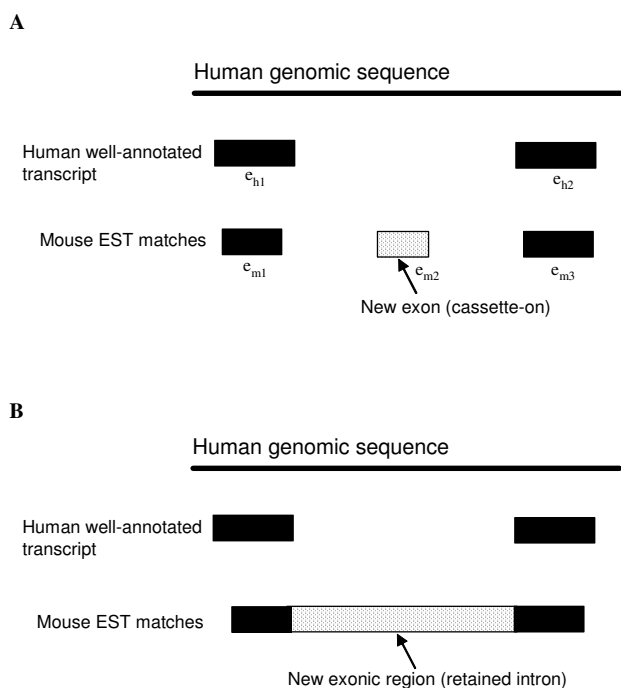 A
Human genomic sequence
Human well-annotated
transcript
eh1
eh2
Mouse EST matches
em1
em2
em3
New exon (cassette-on)
B
Human genomic sequence
Human well-annotated
transcript
Mouse EST matches
New exonic region (retained intron)